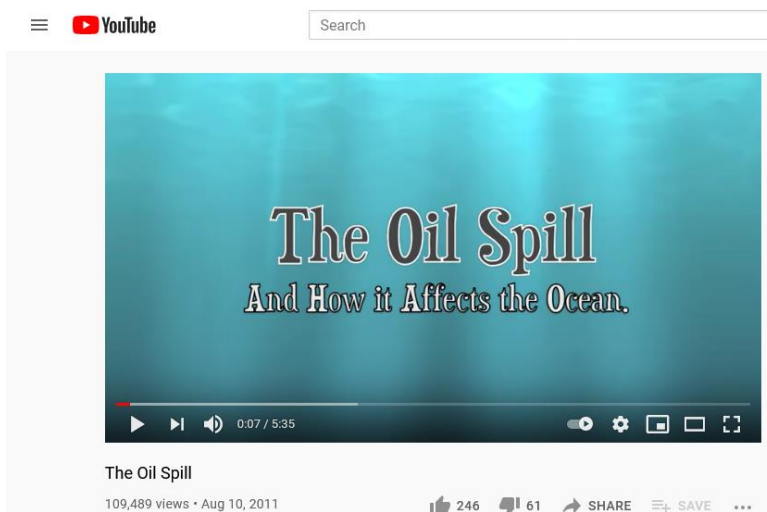 YouTube
Search
The Oil Spill
And How it Affects the Ocean.
0:07 / 5:35
The Oil Spill
109,489 views • Aug 10, 2011
246 61 SHARE SAVE